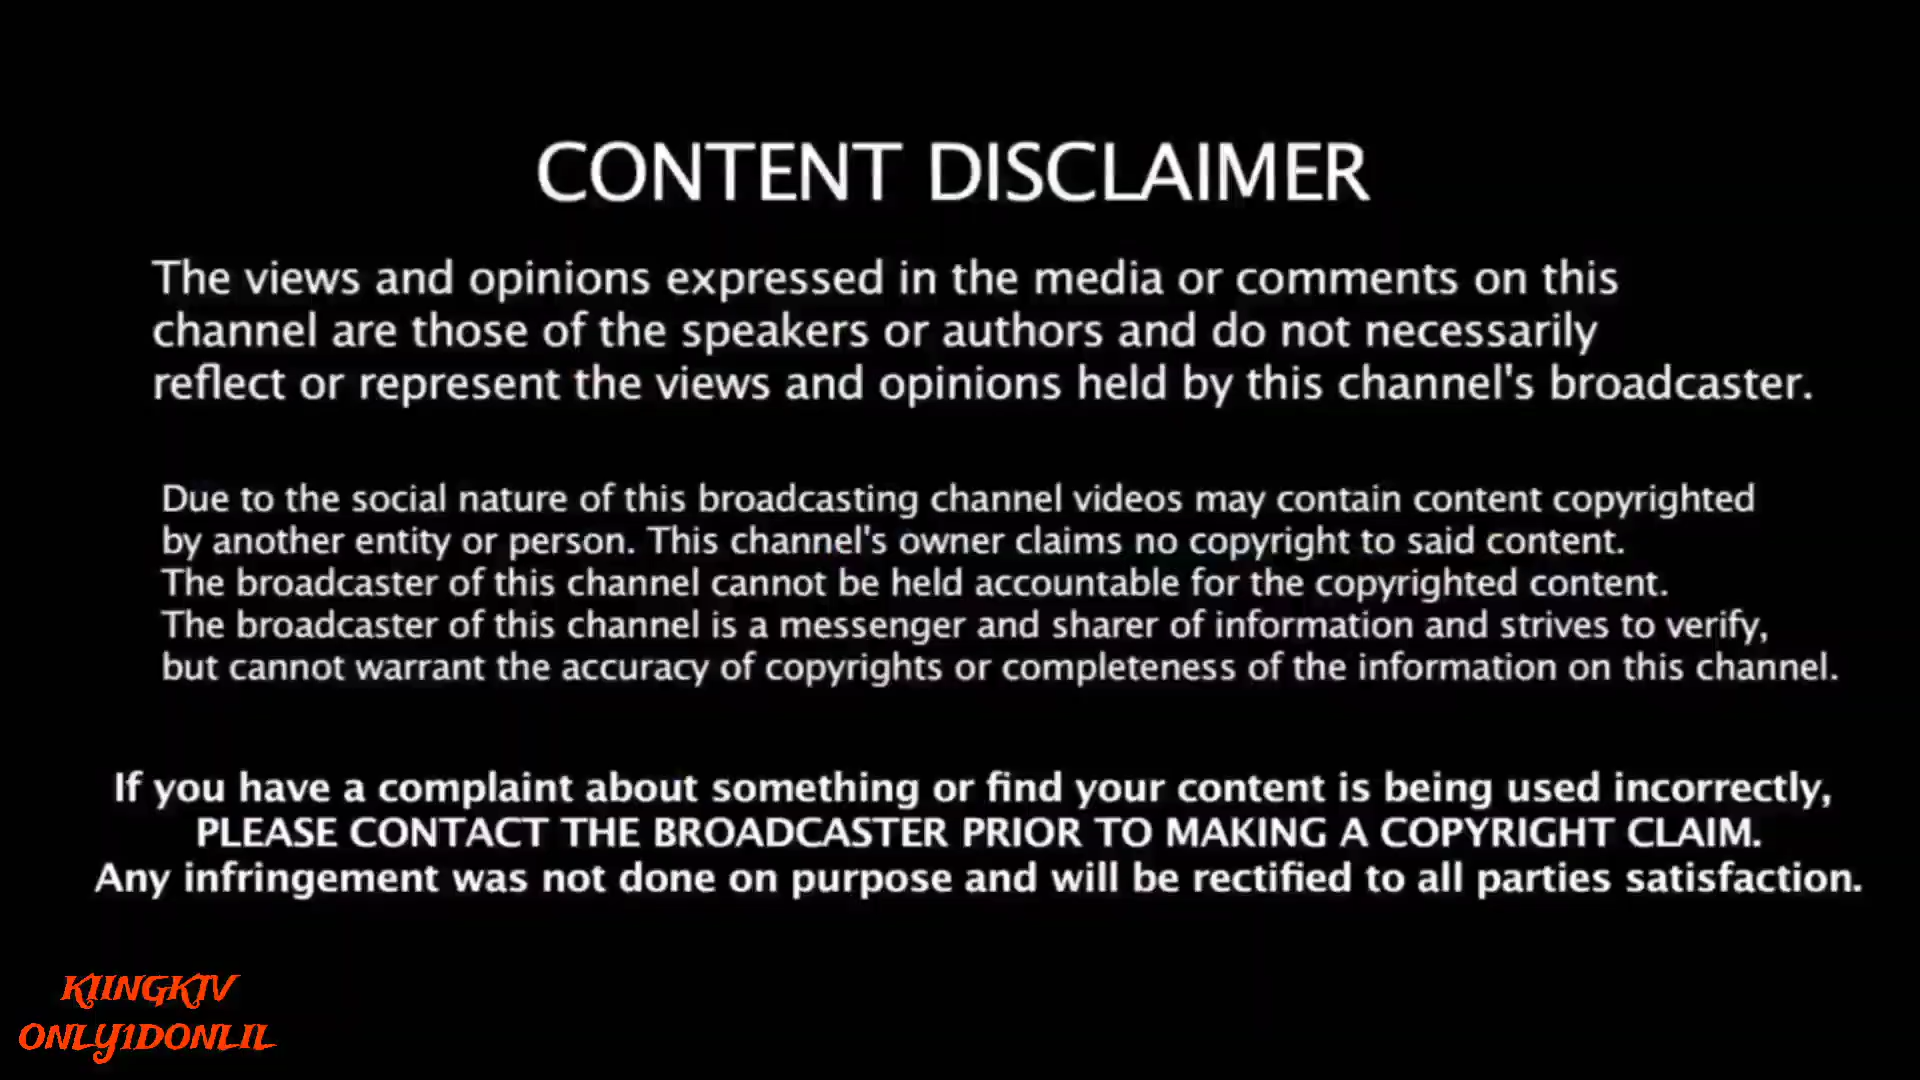 CONTENT DISCLAIMER
The views and opinions expressed in the media or comments on this
channel are those of the speakers or authors and do not necessarily
reflect or represent the views and opinions held by this channel's broadcaster.
Due to the social nature of this broadcasting channel videos may contain content copyrighted
by another entity or person. This channel's owner claims no copyright to said content.
The broadcaster of this channel cannot be held accountable for the copyrighted content.
The broadcaster of this channel is a messenger and sharer of information and strives to verify,
but cannot warrant the accuracy of copyrights or completeness of the information on this channel.
If you have a complaint about something or find your content is being used incorrectly,
PLEASE CONTACT THE BROADCASTER PRIOR TO MAKING A COPYRIGHT CLAIM.
Any infringement was not done on purpose and will be rectified to all parties satisfaction.
KIINGKTV
ONLY1DONLIL